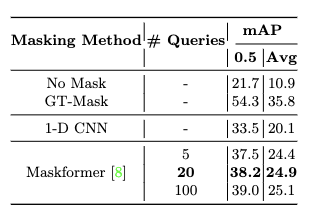 Masking Method # Queries mAP
0.5 Avg
No Mask - 21.7 10.9
GT-Mask - 54.3 35.8
1-D CNN - 33.5 20.1
5 37.5 24.4
Maskformer [8] 20 38.2 24.9
100 39.0 25.1